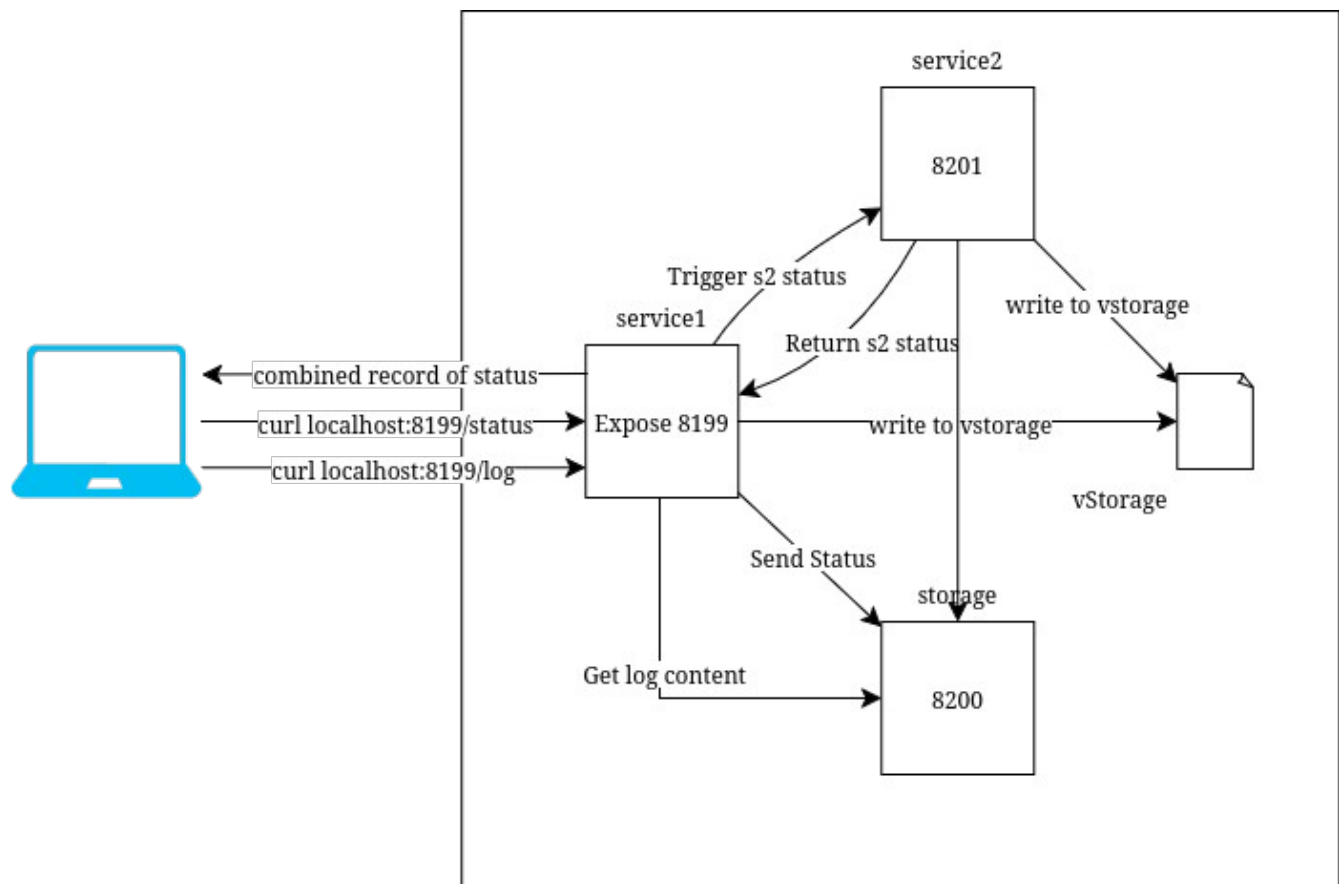 service2
8201
Trigger s2 status
write to vstorage
service1
Return s2 status
combined record of status
Expose 8199
curl localhost:8199/status
write to vstorage
curl localhost:8199/log
vStorage
Send Status
storage
Get log content
8200